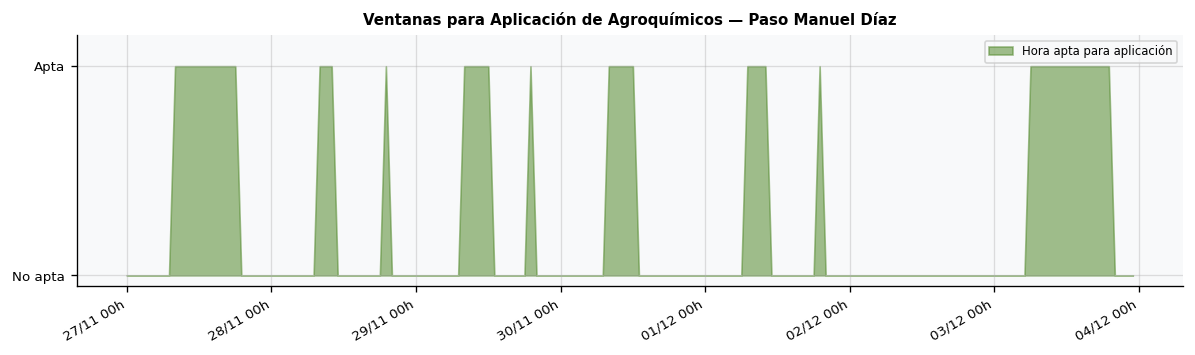 Ventanas para Aplicación de Agroquímicos — Paso Manuel Díaz
Apta
Hora apta para aplicación
No apta
27/11 00h
28/11 00h
29/11 00h
30/11 00h
01/12 00h
02/12 00h
03/12 00h
04/12 00h